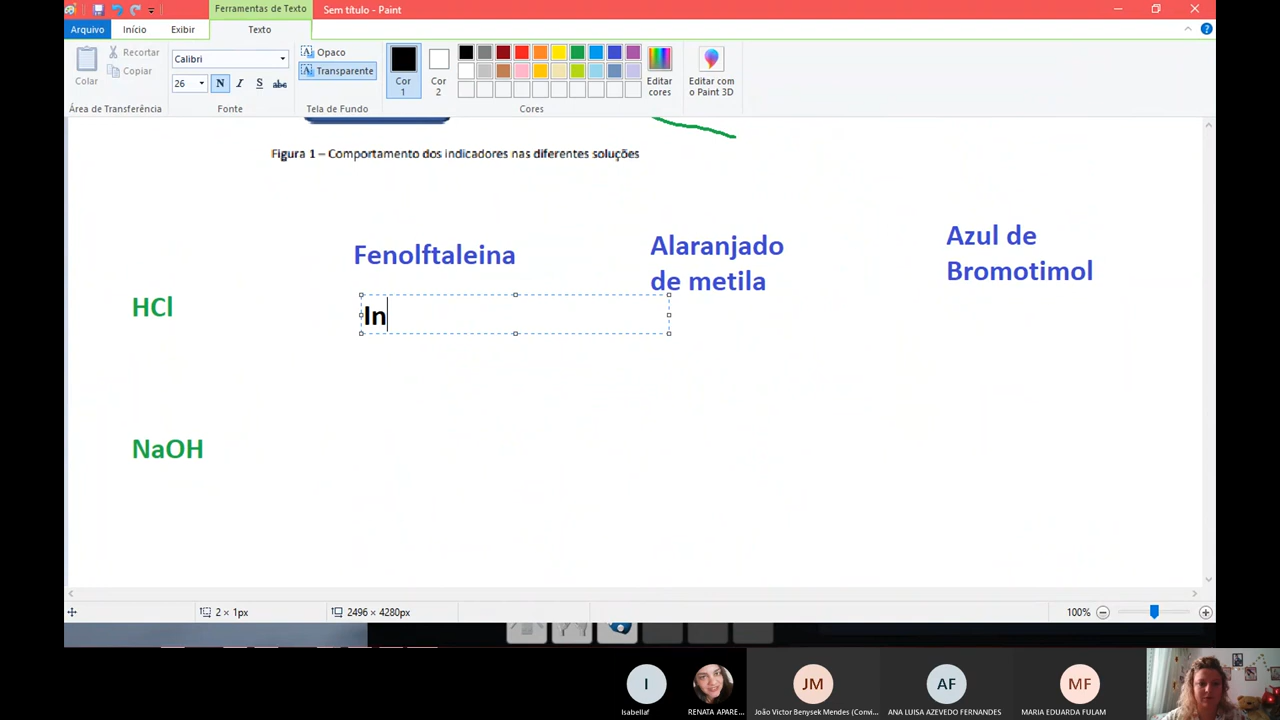 Ferramentas de Texto
Sem título - Paint
Arquivo
Início
Exibir
Texto
Colar
Recortar
Copiar
Área de Transferência
Calibri
26
N
I
S
abc
Fonte
Opaco
Transparente
Tela de Fundo
Cor
1
Cor
2
Editar
cores
Cores
Editar com
o Paint 3D
Figura 1 – Comportamento dos indicadores nas diferentes soluções
Fenolftaleina
Alaranjado
de metila
Azul de
Bromotimol
HCl
In
NaOH
2 × 1px
2496 × 4280px
100%
I
Isabellaf
RENATA APARE...
JM
João Victor Benysek Mendes (Convi...
AF
ANA LUISA AZEVEDO FERNANDES
MF
MARIA EDUARDA FULAM